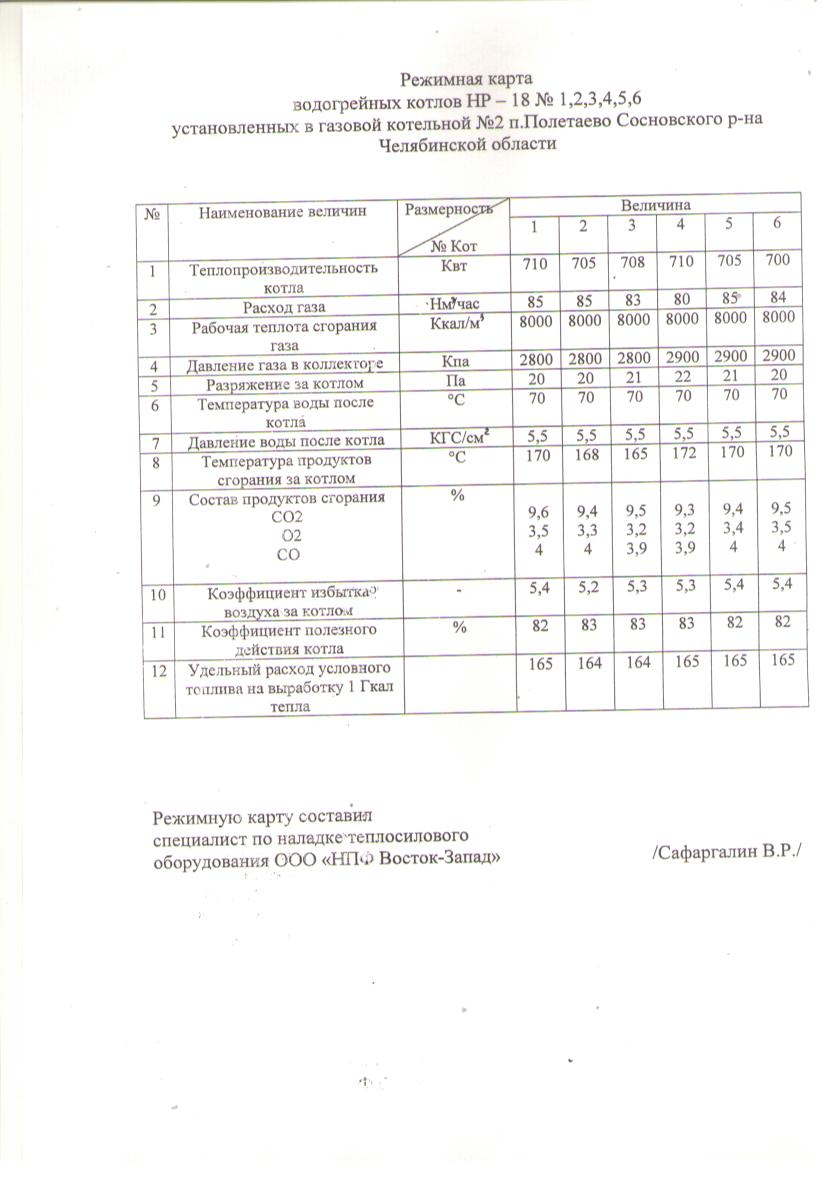 Режимная карта
водогрейных котлов НР – 18 № 1,2,3,4,5,6
установленных в газовой котельной №2 п.Полетаево Сосновского р-на
Челябинской области
№ Наименование величин Размерность Величина
№ Кот 1 2 3 4 5 6
1 Теплопроизводительность Квт 710 705 708 710 705 700
котла
2 Расход газа Нм³/час 85 85 83 80 85 84
3 Рабочая теплота сгорания Ккал/м³ 8000 8000 8000 8000 8000 8000
газа
4 Давление газа в коллекторе Кпа 2800 2800 2800 2900 2900 2900
5 Разряжение за котлом Па 20 20 21 22 21 20
6 Температура воды после °С 70 70 70 70 70 70
котла
7 Давление воды после котла КГС/см² 5,5 5,5 5,5 5,5 5,5 5,5
8 Температура продуктов °С 170 168 165 172 170 170
сгорания за котлом
9 Состав продуктов сгорания %
СО2 9,6 9,4 9,5 9,3 9,4 9,5
О2 3,5 3,3 3,2 3,2 3,4 3,5
СО 4 4 3,9 3,9 4 4
10 Коэффициент избытка - 5,4 5,2 5,3 5,3 5,4 5,4
воздуха за котлом
11 Коэффициент полезного % 82 83 83 83 82 82
действия котла
12 Удельный расход условного 165 164 164 165 165 165
топлива на выработку 1 Гкал
тепла
Режимную карту составил
специалист по наладке теплосилового
оборудования ООО «НПФ Восток-Запад» /Сафаргалин В.Р./